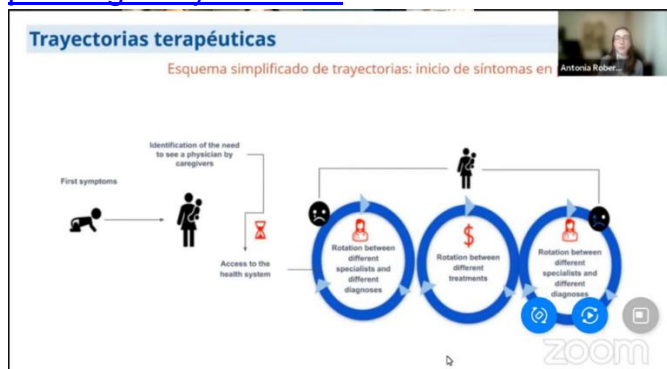 Trayectorias terapéuticas
Esquema simplificado de trayectorias: inicio de síntomas en
Antonia Rober...
Identification of the need
to see a physician by
caregivers
First symptoms
Access to the
health system
Rotation between
different
specialists and
different
diagnoses
$
Rotation between
different
treatments
Rotation between
different
specialists and
different
diagnoses
zoom